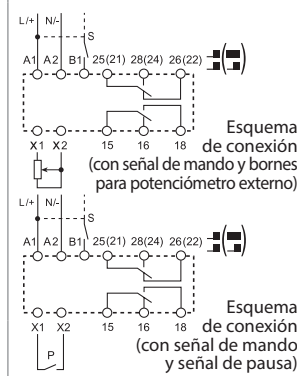 L/+ N/-
S
A1 A2 B1 25(21) 28(24) 26(22)
X1 X2 15 16 18
Esquema
de conexión
(con señal de mando y bornes
para potenciómetro externo)
L/+ N/-
S
A1 A2 B1 25(21) 28(24) 26(22)
X1 X2 15 16 18
P
Esquema
de conexión
(con señal de mando
y señal de pausa)